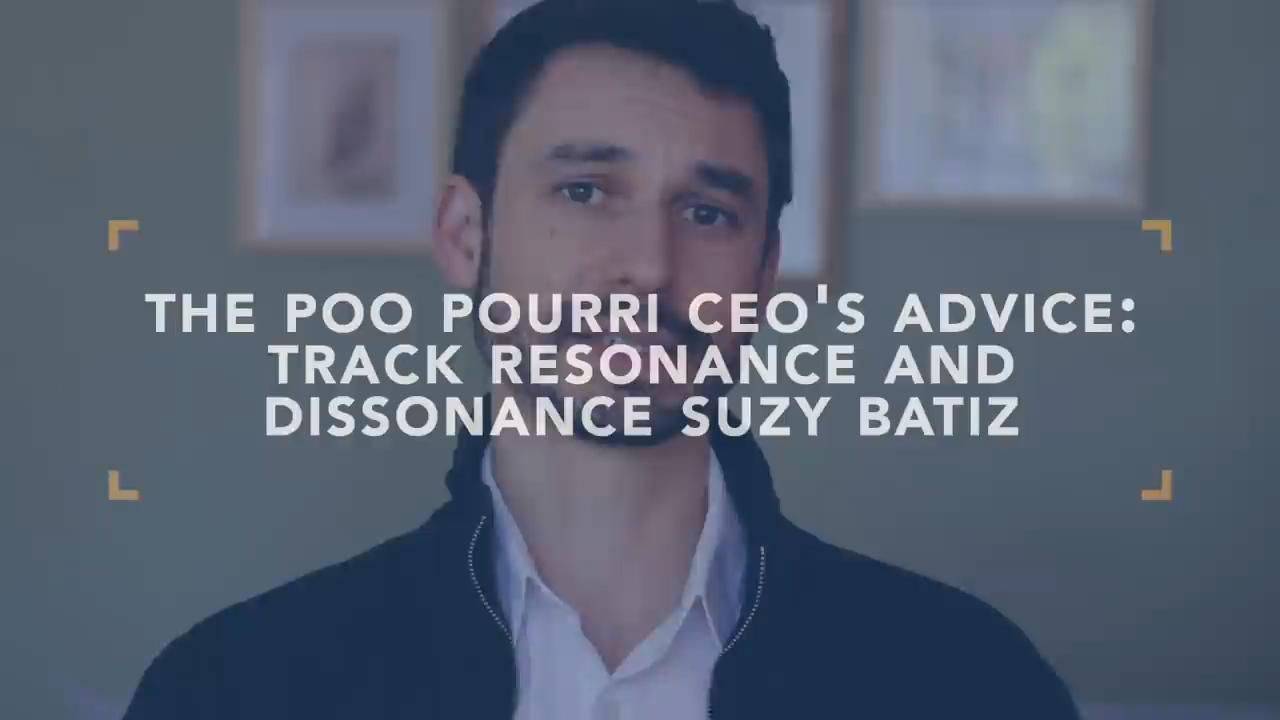 THE POO POURRI CEO'S ADVICE:
TRACK RESONANCE AND
DISSONANCE SUZY BATIZ